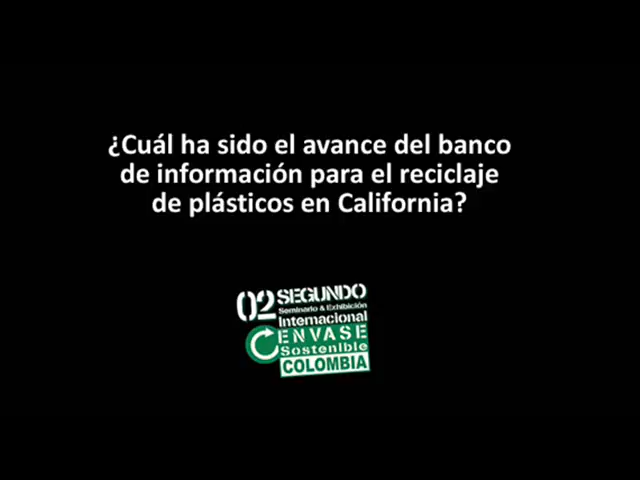 ¿Cuál ha sido el avance del banco
de información para el reciclaje
de plásticos en California?
02 SEGUNDO
Seminario & Exhibición
Internacional
ENVASE
Sostenible
COLOMBIA